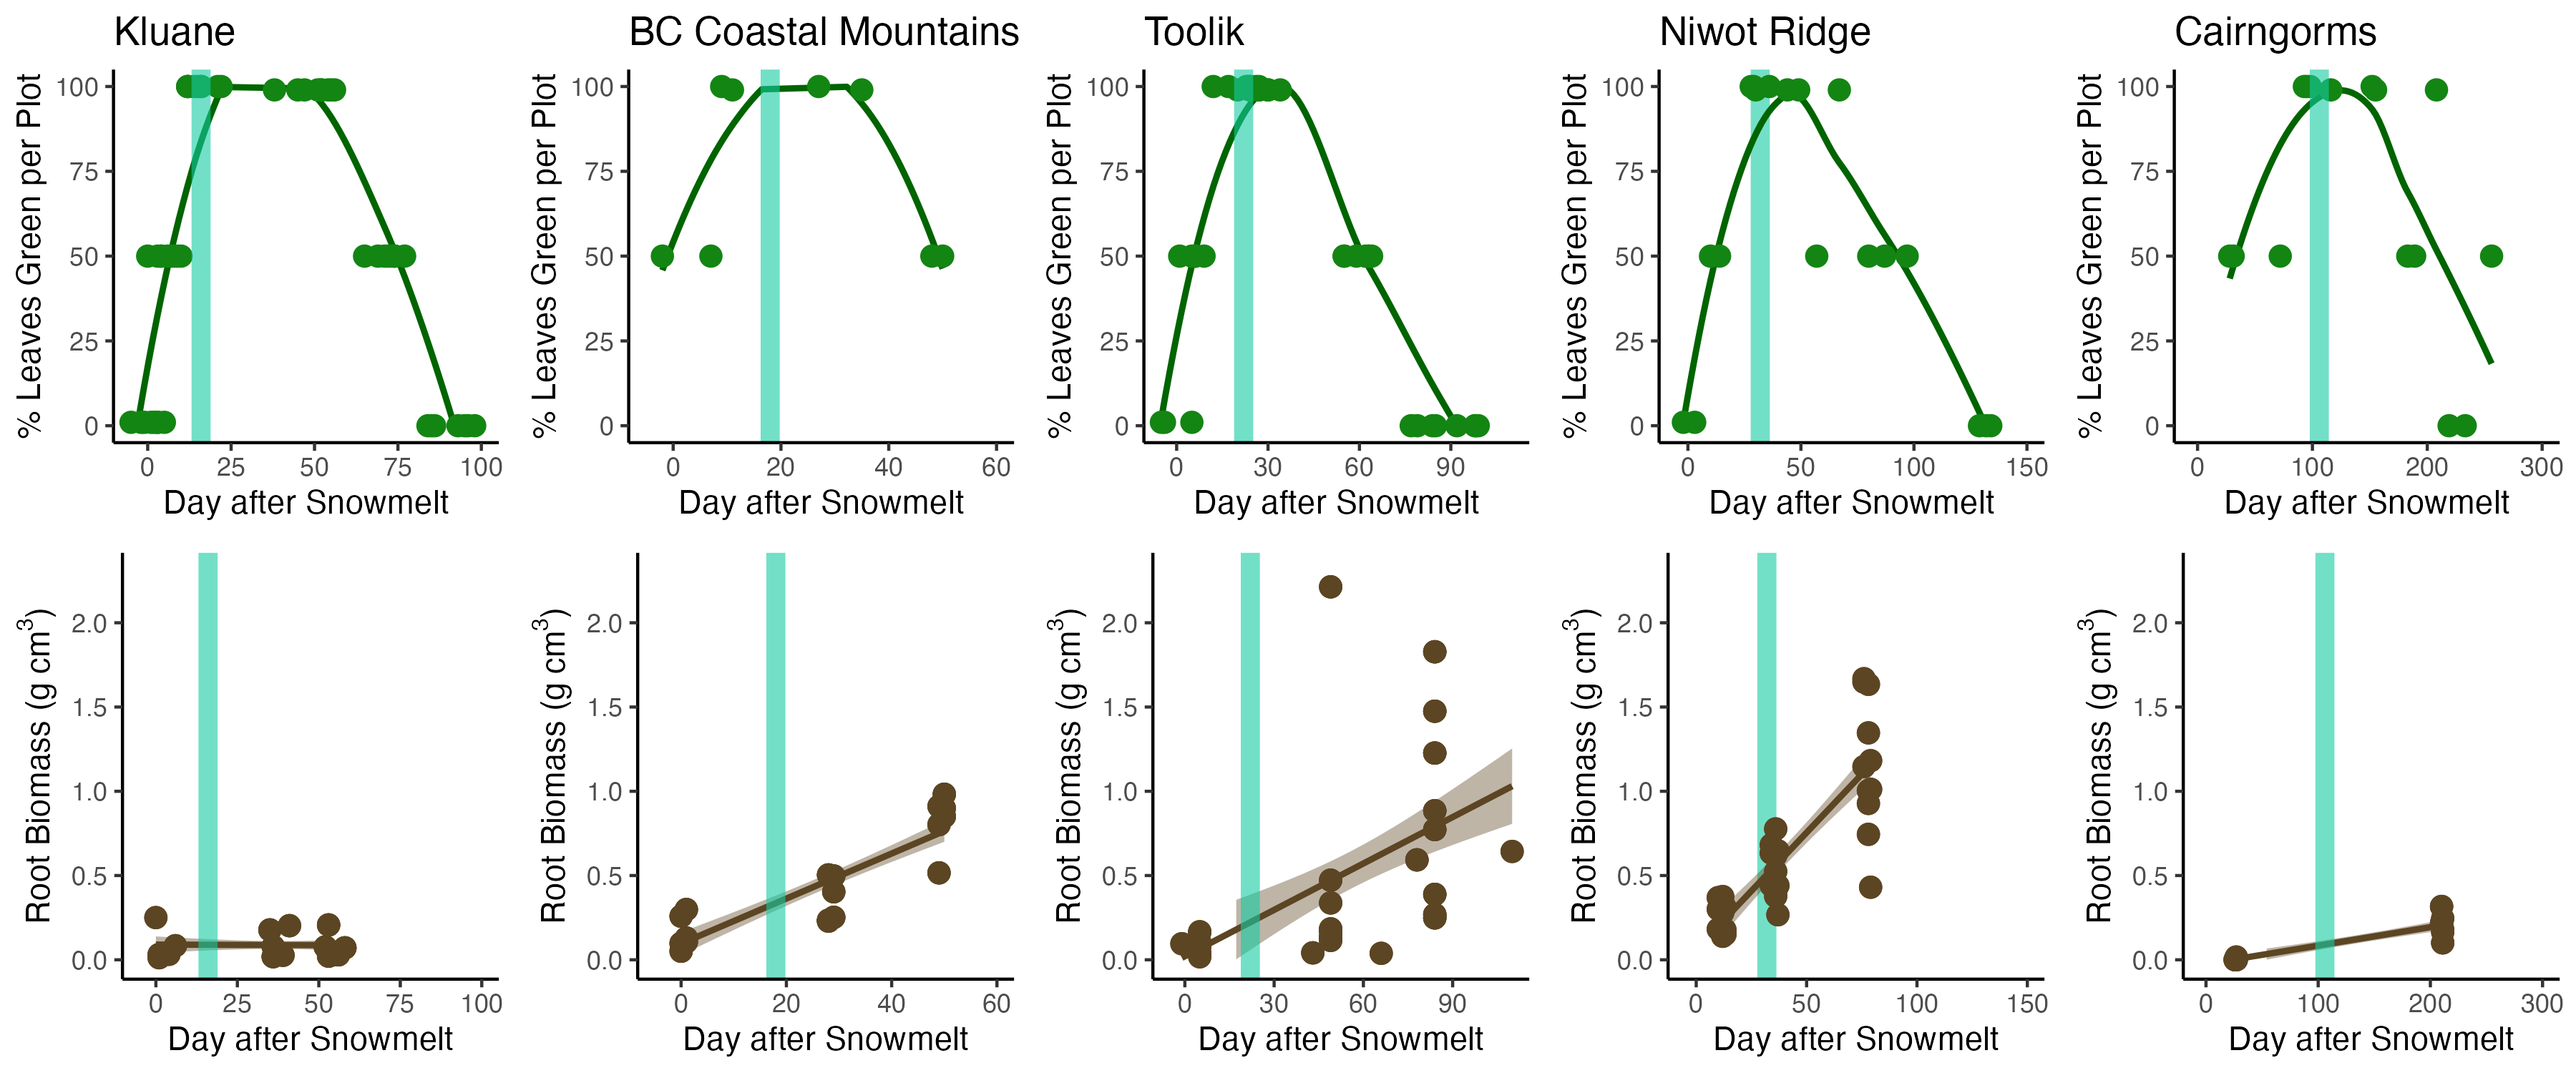 Kluane
BC Coastal Mountains
Toolik
Niwot Ridge
Cairngorms
% Leaves Green per Plot
100
75
50
25
0
0 25 50 75 100
Day after Snowmelt
% Leaves Green per Plot
100
75
50
25
0
0 20 40 60
Day after Snowmelt
% Leaves Green per Plot
100
75
50
25
0
0 30 60 90
Day after Snowmelt
% Leaves Green per Plot
100
75
50
25
0
0 50 100 150
Day after Snowmelt
% Leaves Green per Plot
100
75
50
25
0
0 100 200 300
Day after Snowmelt
Root Biomass (g cm³)
2.0
1.5
1.0
0.5
0.0
0 25 50 75 100
Day after Snowmelt
Root Biomass (g cm³)
2.0
1.5
1.0
0.5
0.0
0 20 40 60
Day after Snowmelt
Root Biomass (g cm³)
2.0
1.5
1.0
0.5
0.0
0 30 60 90
Day after Snowmelt
Root Biomass (g cm³)
2.0
1.5
1.0
0.5
0.0
0 50 100 150
Day after Snowmelt
Root Biomass (g cm³)
2.0
1.5
1.0
0.5
0.0
0 100 200 300
Day after Snowmelt